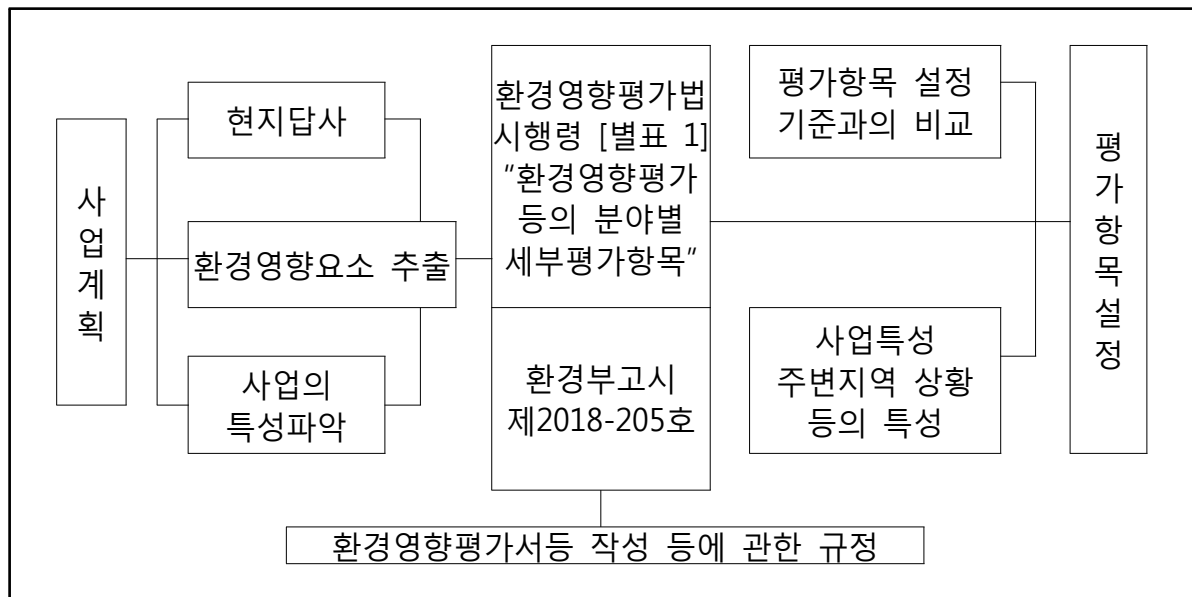 사업계획
현지답사
환경영향요소 추출
사업의
특성파악
환경영향평가법
시행령 [별표 1]
"환경영향평가
등의 분야별
세부평가항목"
환경부고시
제2018-205호
평가항목 설정
기준과의 비교
사업특성
주변지역 상황
등의 특성
평가항목설정
환경영향평가서등 작성 등에 관한 규정